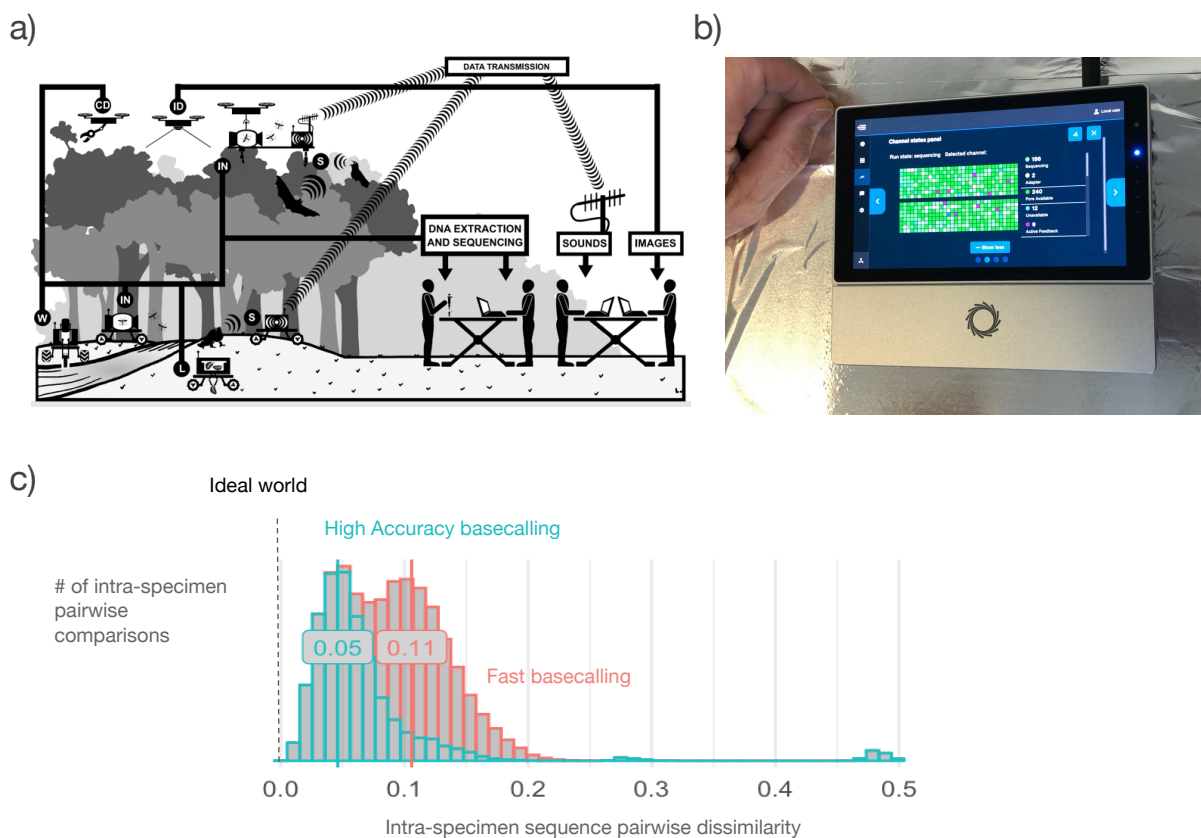 a)
DATA TRANSMISSION
CD
ID
IN
S
DNA EXTRACTION
AND SEQUENCING
SOUNDS
IMAGES
IN
W
S
L
b)
Local user
Channel states panel
Run state: sequencing Selected channel:
186
Sequencing
2
Adapter
240
Pore Available
12
Unavailable
9
Active Feedback
Show less
c)
Ideal world
High Accuracy basecalling
# of intra-specimen
pairwise
comparisons
0.05
0.11
Fast basecalling
0.0 0.1 0.2 0.3 0.4 0.5
Intra-specimen sequence pairwise dissimilarity